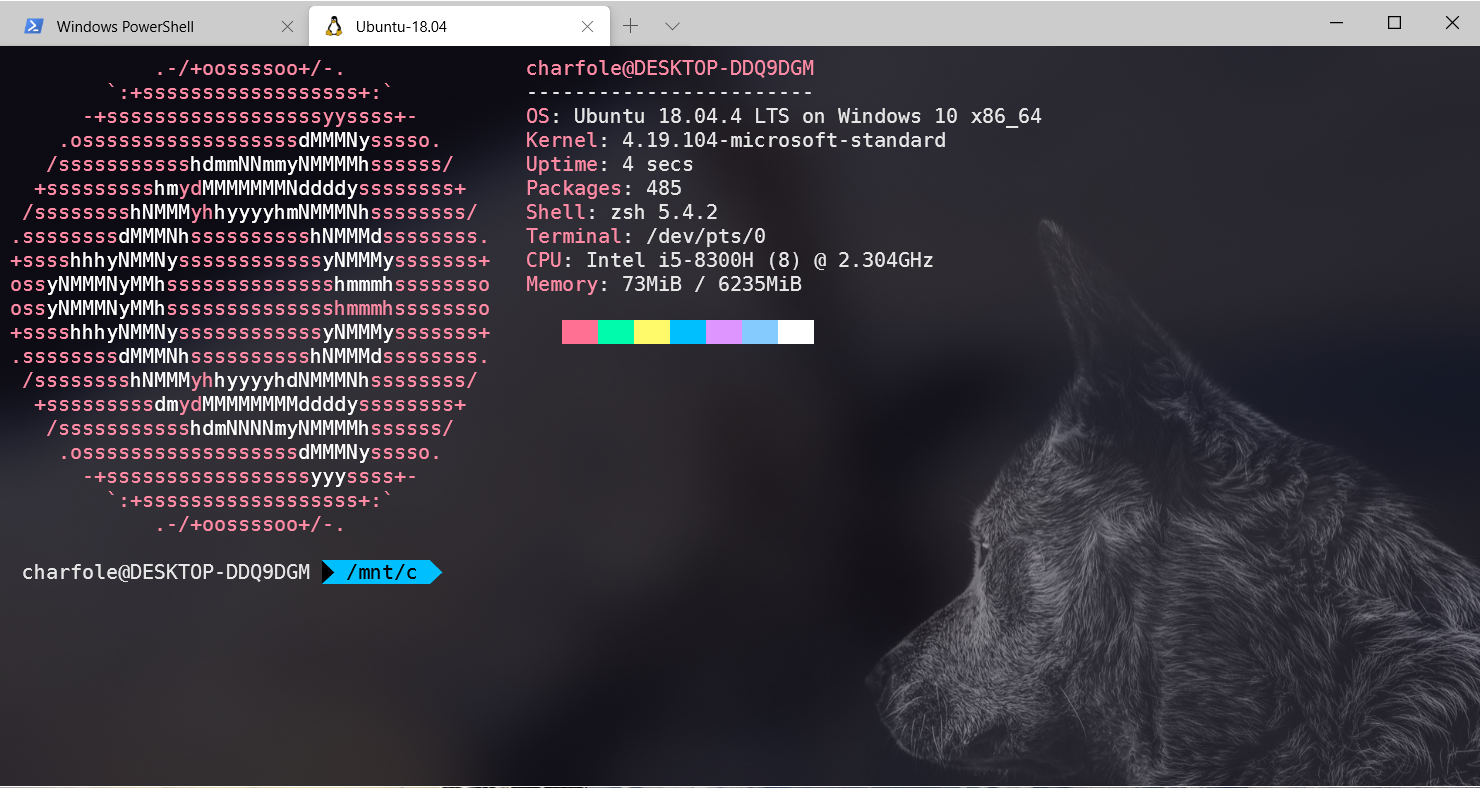 Windows PowerShell
Ubuntu-18.04
.-/+oossssoo+/-.
`:+ssssssssssssssssss+:`
-+ssssssssssssssssssyyssss+-
.ossssssssssssssssssdMMMNysssso.
/ssssssssssshdmmNNmmyNMMMMhssssss/
+ssssssssshmydMMMMMMMNddddyssssssss+
/sssssssshNMMMyhhyyyyhmNMMMNhssssssss/
.ssssssssdMMMNhsssssssssshNMMMdssssssss.
+sssshhhyNMMNyssssssssssssyNMMMysssssss+
ossyNMMMNyMMhsssssssssssssshmmmhssssssso
ossyNMMMNyMMhsssssssssssssshmmmhssssssso
+sssshhhyNMMNyssssssssssssyNMMMysssssss+
.ssssssssdMMMNhsssssssssshNMMMdssssssss.
/sssssssshNMMMyhhyyyyhdNMMMNhssssssss/
+sssssssssdmydMMMMMMMMddddyssssssss+
/ssssssssssshdmNNNNmyNMMMMhssssss/
.ossssssssssssssssssdMMMNysssso.
-+sssssssssssssssssyyyssss+-
`:+ssssssssssssssssss+:`
.-/+oossssoo+/-.
charfole@DESKTOP-DDQ9DGM
------------------------
OS: Ubuntu 18.04.4 LTS on Windows 10 x86_64
Kernel: 4.19.104-microsoft-standard
Uptime: 4 secs
Packages: 485
Shell: zsh 5.4.2
Terminal: /dev/pts/0
CPU: Intel i5-8300H (8) @ 2.304GHz
Memory: 73MiB / 6235MiB
charfole@DESKTOP-DDQ9DGM /mnt/c